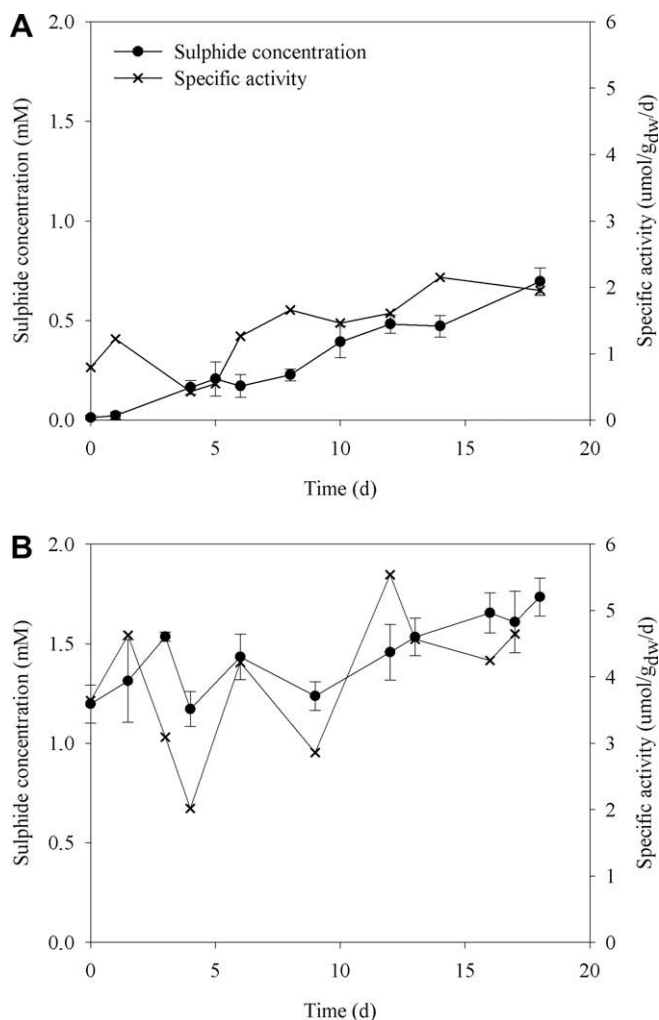 A
2.0
1.5
1.0
0.5
0.0
Sulphide concentration (mM)
Sulphide concentration
Specific activity
6
5
4
3
2
1
0
Specific activity (umol/gdw/d)
0 5 10 15 20
Time (d)
B
2.0
1.5
1.0
0.5
0.0
Sulphide concentration (mM)
6
5
4
3
2
1
0
Specific activity (umol/gdw/d)
0 5 10 15 20
Time (d)